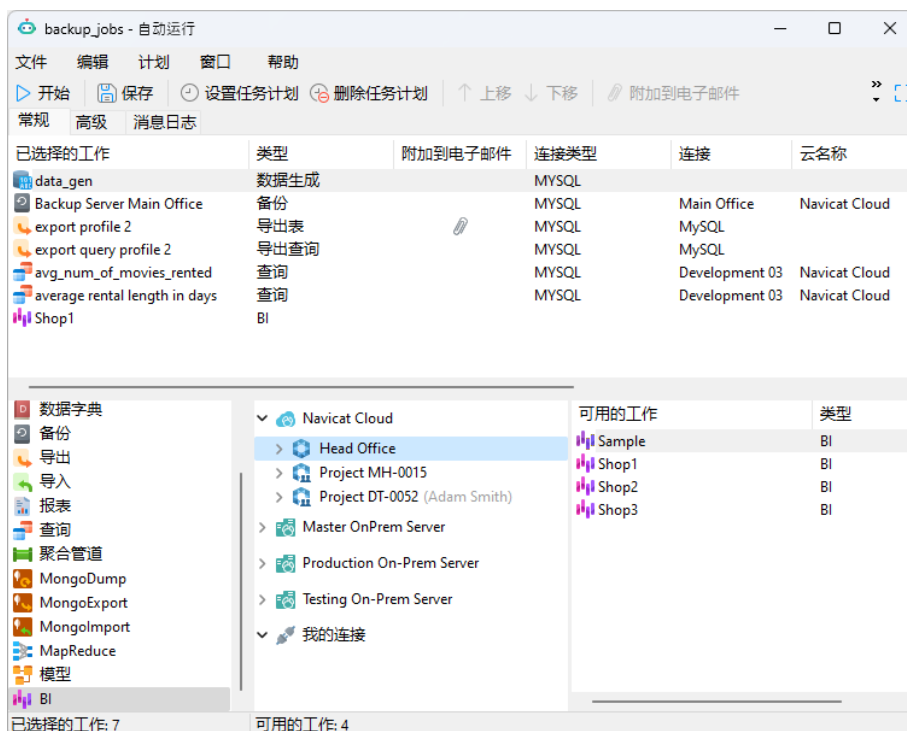 backup_jobs - 自动运行
文件 编辑 计划 窗口 帮助
开始 保存 设置任务计划 删除任务计划 上移 下移 附加到电子邮件
常规 高级 消息日志
已选择的工作 类型 附加到电子邮件 连接类型 连接 云名称
data_gen 数据生成 MYSQL
Backup Server Main Office 备份 MYSQL Main Office Navicat Cloud
export profile 2 导出表 MYSQL MySQL
export query profile 2 导出查询 MYSQL MySQL
avg_num_of_movies_rented 查询 MYSQL Development 03 Navicat Cloud
average rental length in days 查询 MYSQL Development 03 Navicat Cloud
Shop1 BI
数据字典
备份
导出
导入
报表
查询
聚合管道
MongoDump
MongoExport
MongoImport
MapReduce
模型
BI
Navicat Cloud
Head Office
Project MH-0015
Project DT-0052 (Adam Smith)
Master OnPrem Server
Production On-Prem Server
Testing On-Prem Server
我的连接
可用的工作 类型
Sample BI
Shop1 BI
Shop2 BI
Shop3 BI
已选择的工作: 7 可用的工作: 4